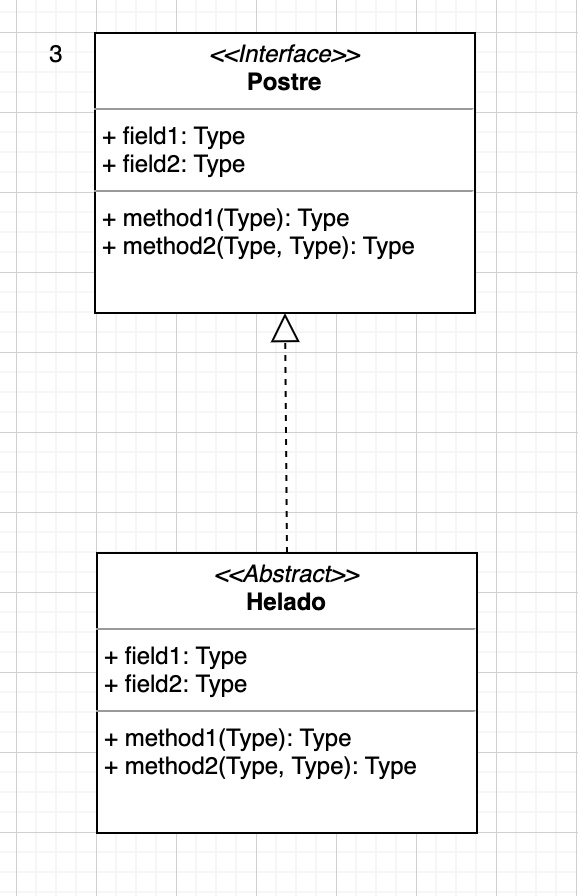 3
<<Interface>>
Postre
+ field1: Type
+ field2: Type
+ method1(Type): Type
+ method2(Type, Type): Type
<<Abstract>>
Helado
+ field1: Type
+ field2: Type
+ method1(Type): Type
+ method2(Type, Type): Type